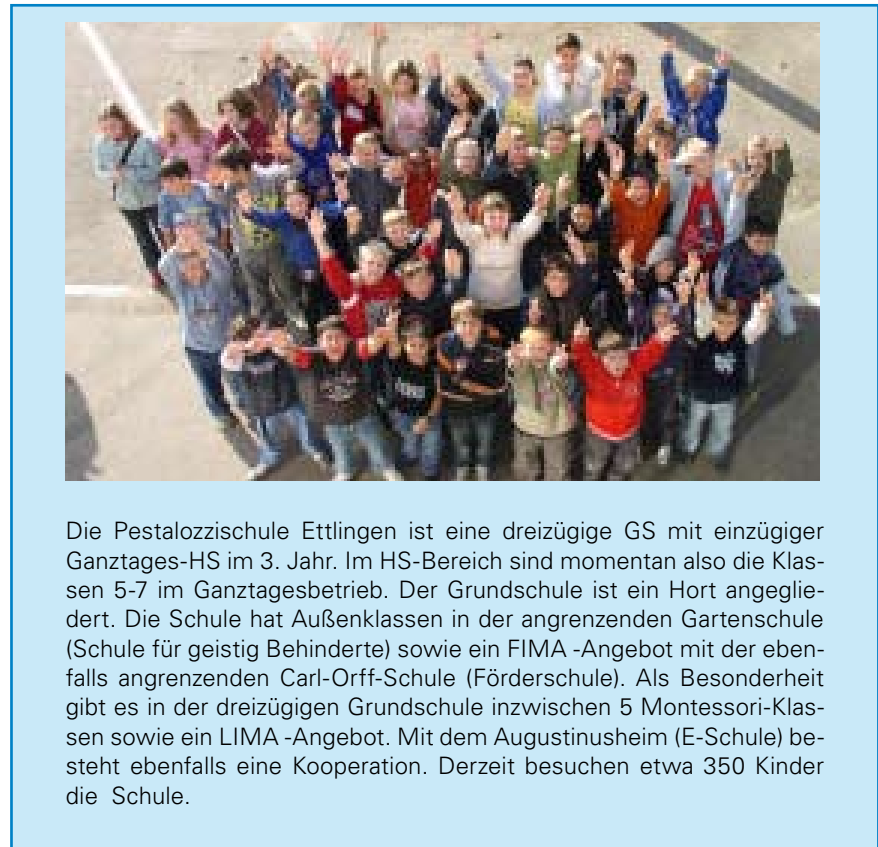 Die Pestalozzischule Ettlingen ist eine dreizügige GS mit einzügiger
Ganztages-HS im 3. Jahr. Im HS-Bereich sind momentan also die Klas-
sen 5-7 im Ganztagesbetrieb. Der Grundschule ist ein Hort angeglie-
dert. Die Schule hat Außenklassen in der angrenzenden Gartenschule
(Schule für geistig Behinderte) sowie ein FIMA -Angebot mit der eben-
falls angrenzenden Carl-Orff-Schule (Förderschule). Als Besonderheit
gibt es in der dreizügigen Grundschule inzwischen 5 Montessori-Klas-
sen sowie ein LIMA -Angebot. Mit dem Augustinusheim (E-Schule) be-
steht ebenfalls eine Kooperation. Derzeit besuchen etwa 350 Kinder
die Schule.